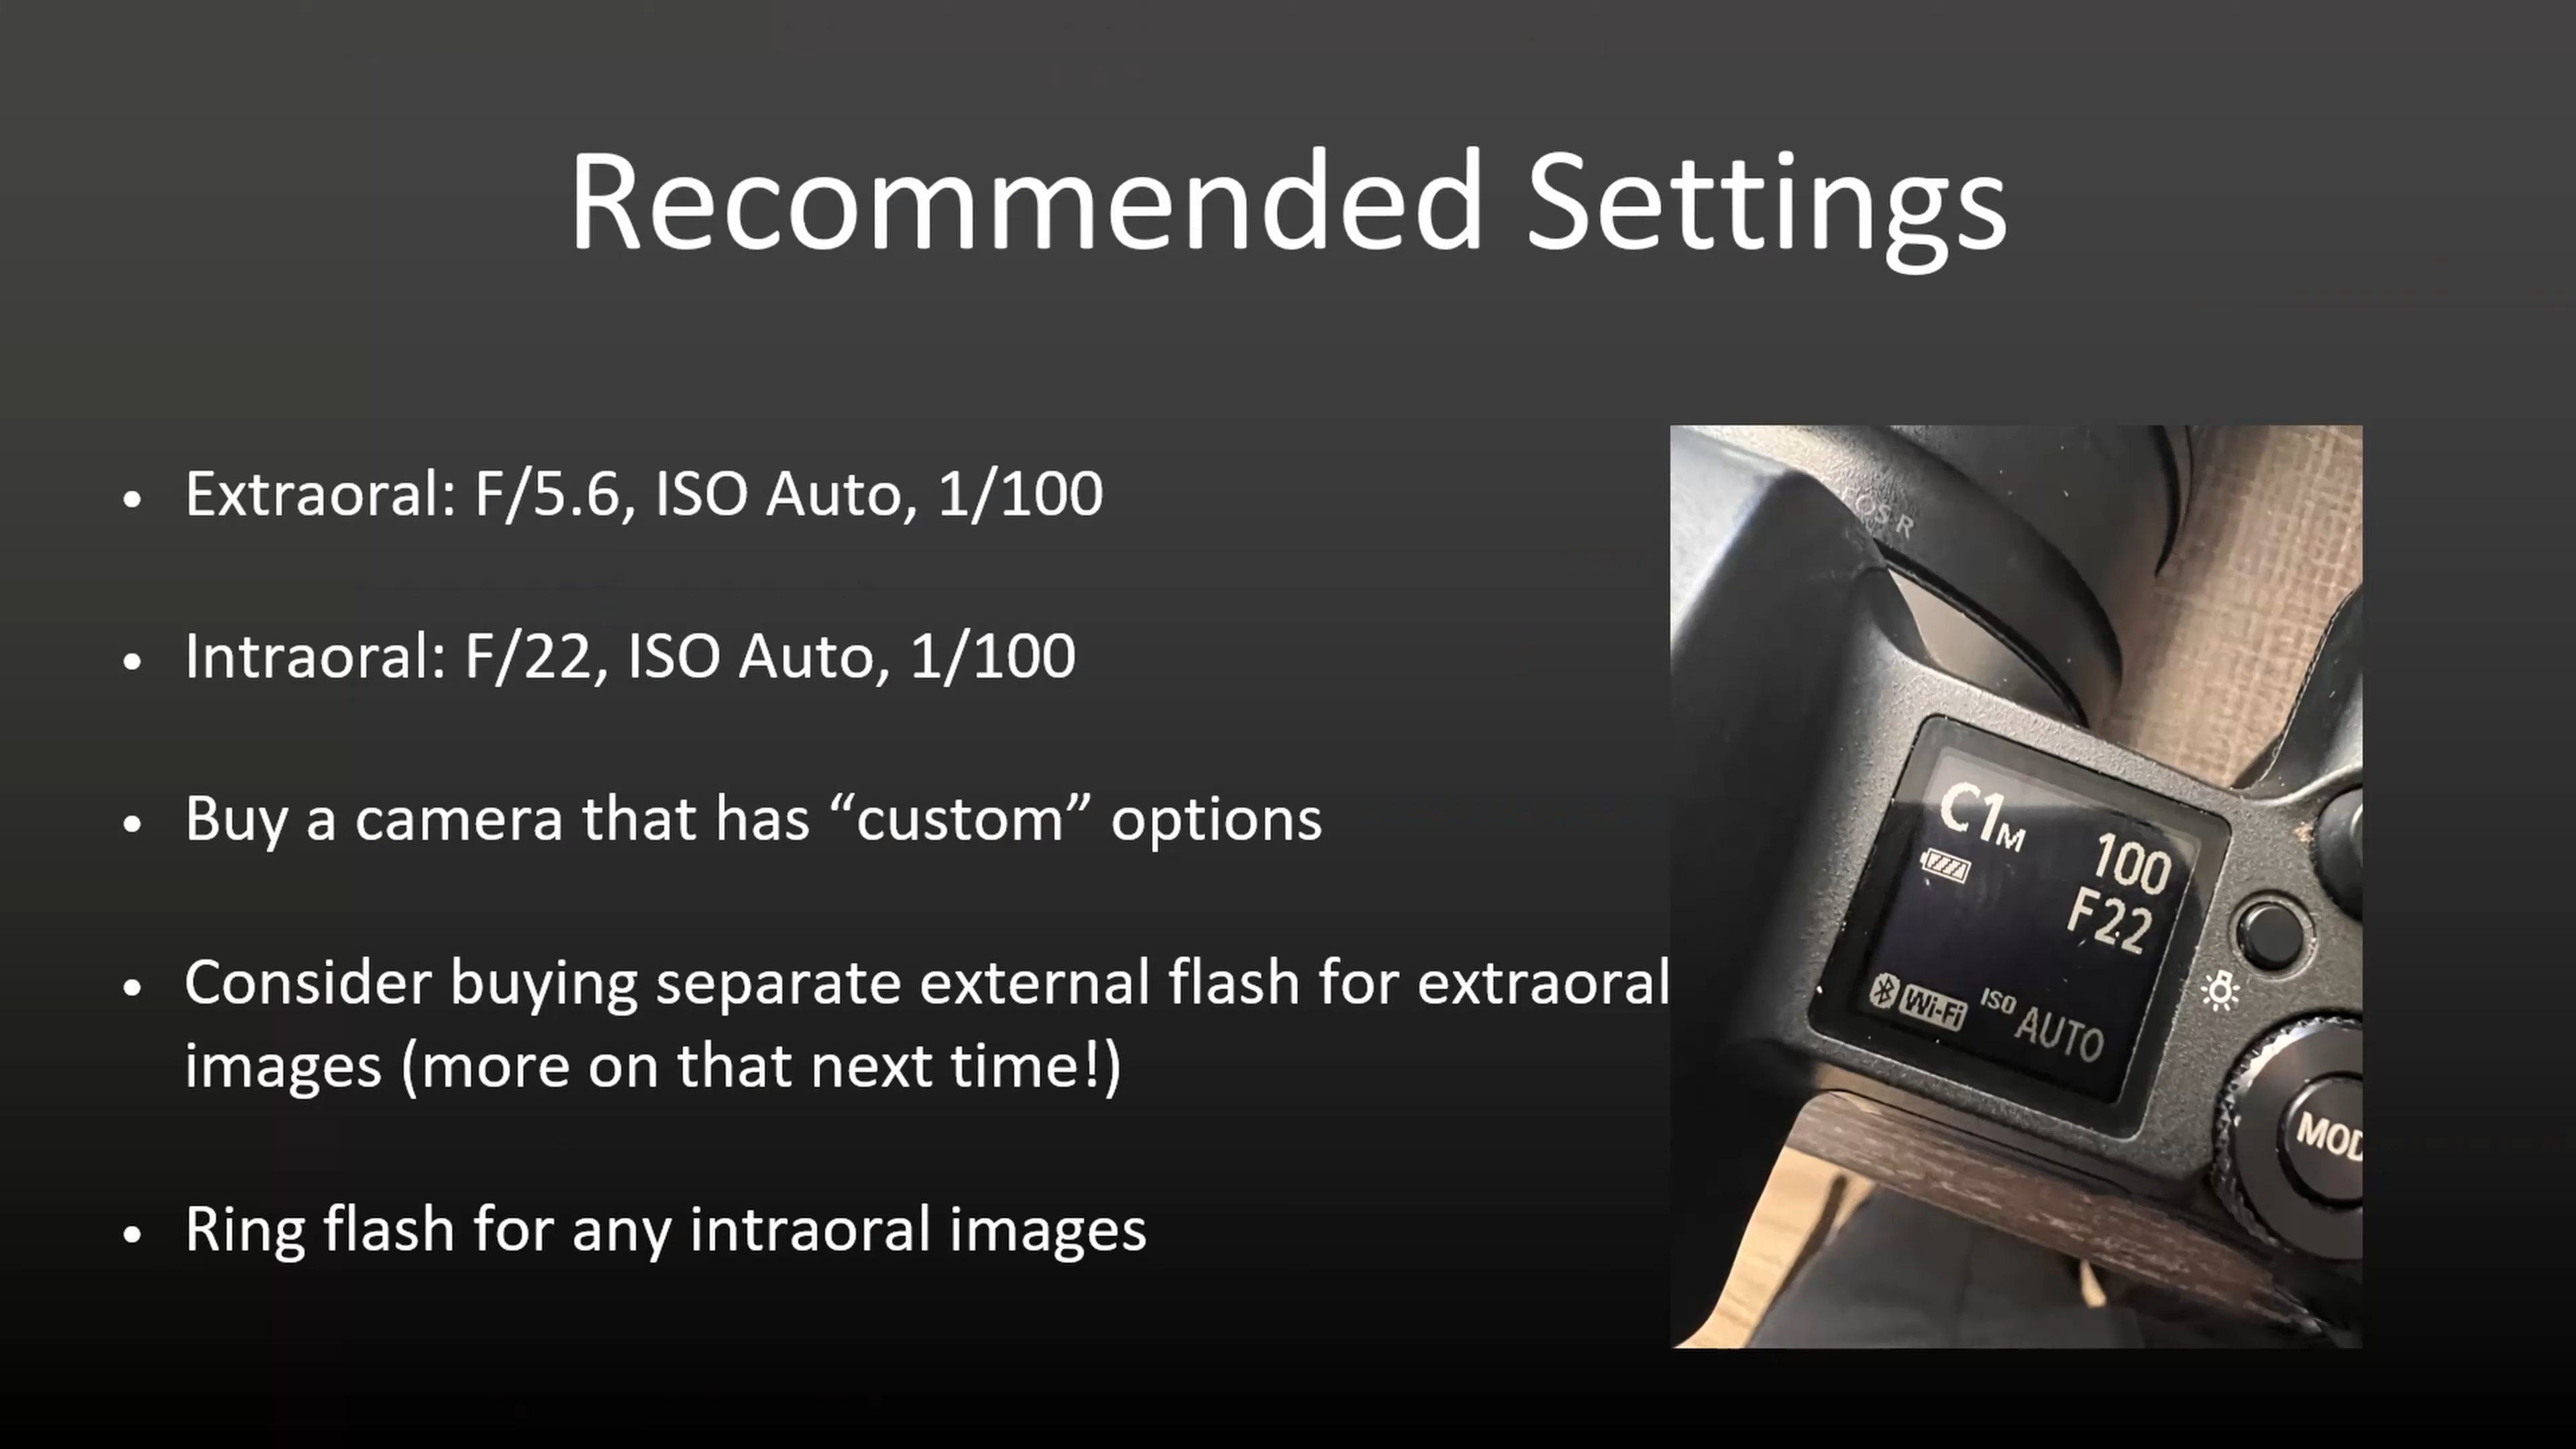 Recommended Settings
• Extraoral: F/5.6, ISO Auto, 1/100
• Intraoral: F/22, ISO Auto, 1/100
• Buy a camera that has “custom” options
• Consider buying separate external flash for extraoral
images (more on that next time!)
• Ring flash for any intraoral images
EOS R
C1M
100
F22
Wi-Fi
ISO AUTO
MOD